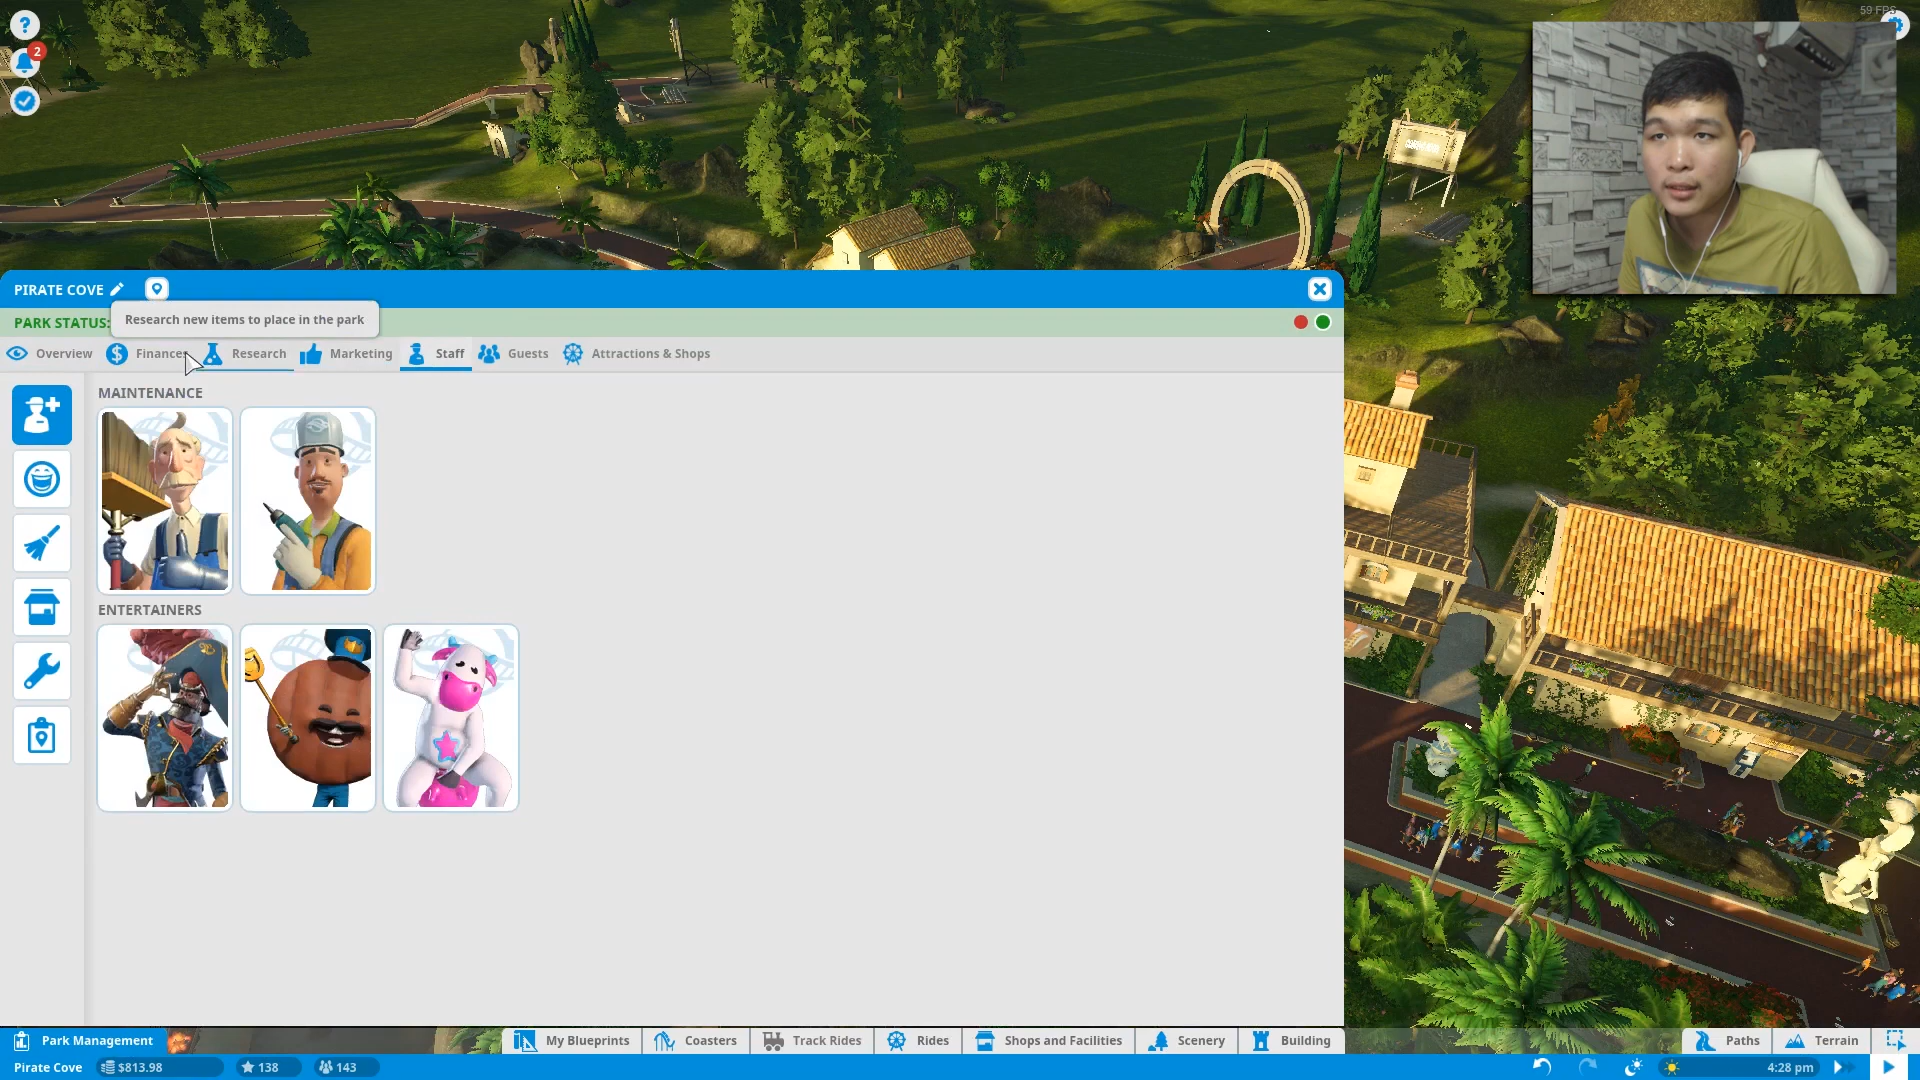 59 FPS
?
2
PIRATE COVE
PARK STATUS:
Research new items to place in the park
Overview
Finances
Research
Marketing
Staff
Guests
Attractions & Shops
MAINTENANCE
ENTERTAINERS
Park Management
My Blueprints
Coasters
Track Rides
Rides
Shops and Facilities
Scenery
Building
Paths
Terrain
Pirate Cove
$813.98
138
143
4:28 pm